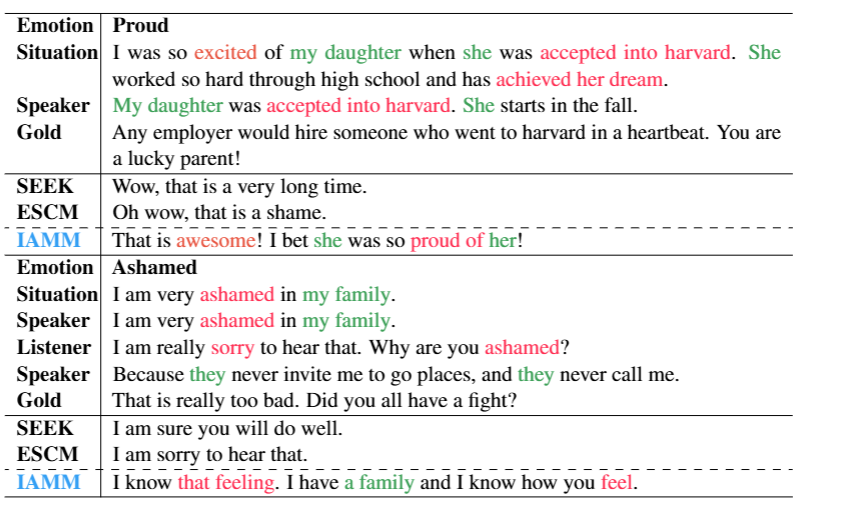 Emotion Proud
Situation I was so excited of my daughter when she was accepted into harvard. She
worked so hard through high school and has achieved her dream.
Speaker My daughter was accepted into harvard. She starts in the fall.
Gold Any employer would hire someone who went to harvard in a heartbeat. You are
a lucky parent!
SEEK Wow, that is a very long time.
ESCM Oh wow, that is a shame.
IAMM That is awesome! I bet she was so proud of her!
Emotion Ashamed
Situation I am very ashamed in my family.
Speaker I am very ashamed in my family.
Listener I am really sorry to hear that. Why are you ashamed?
Speaker Because they never invite me to go places, and they never call me.
Gold That is really too bad. Did you all have a fight?
SEEK I am sure you will do well.
ESCM I am sorry to hear that.
IAMM I know that feeling. I have a family and I know how you feel.